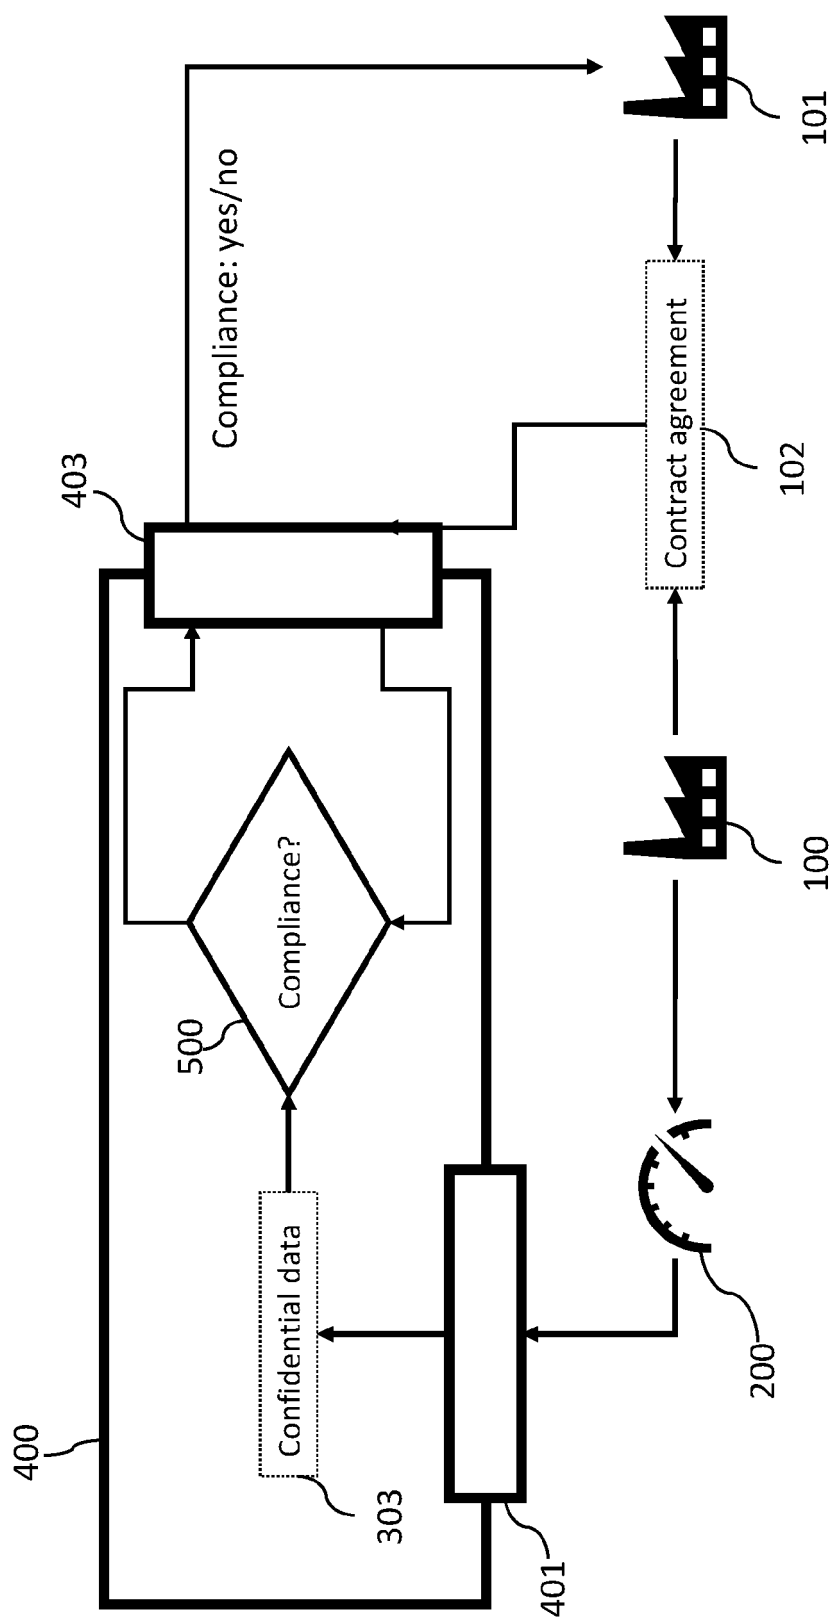 400
403
Compliance: yes/no
500
Compliance?
303
Confidential data
401
200
100
Contract agreement
102
101